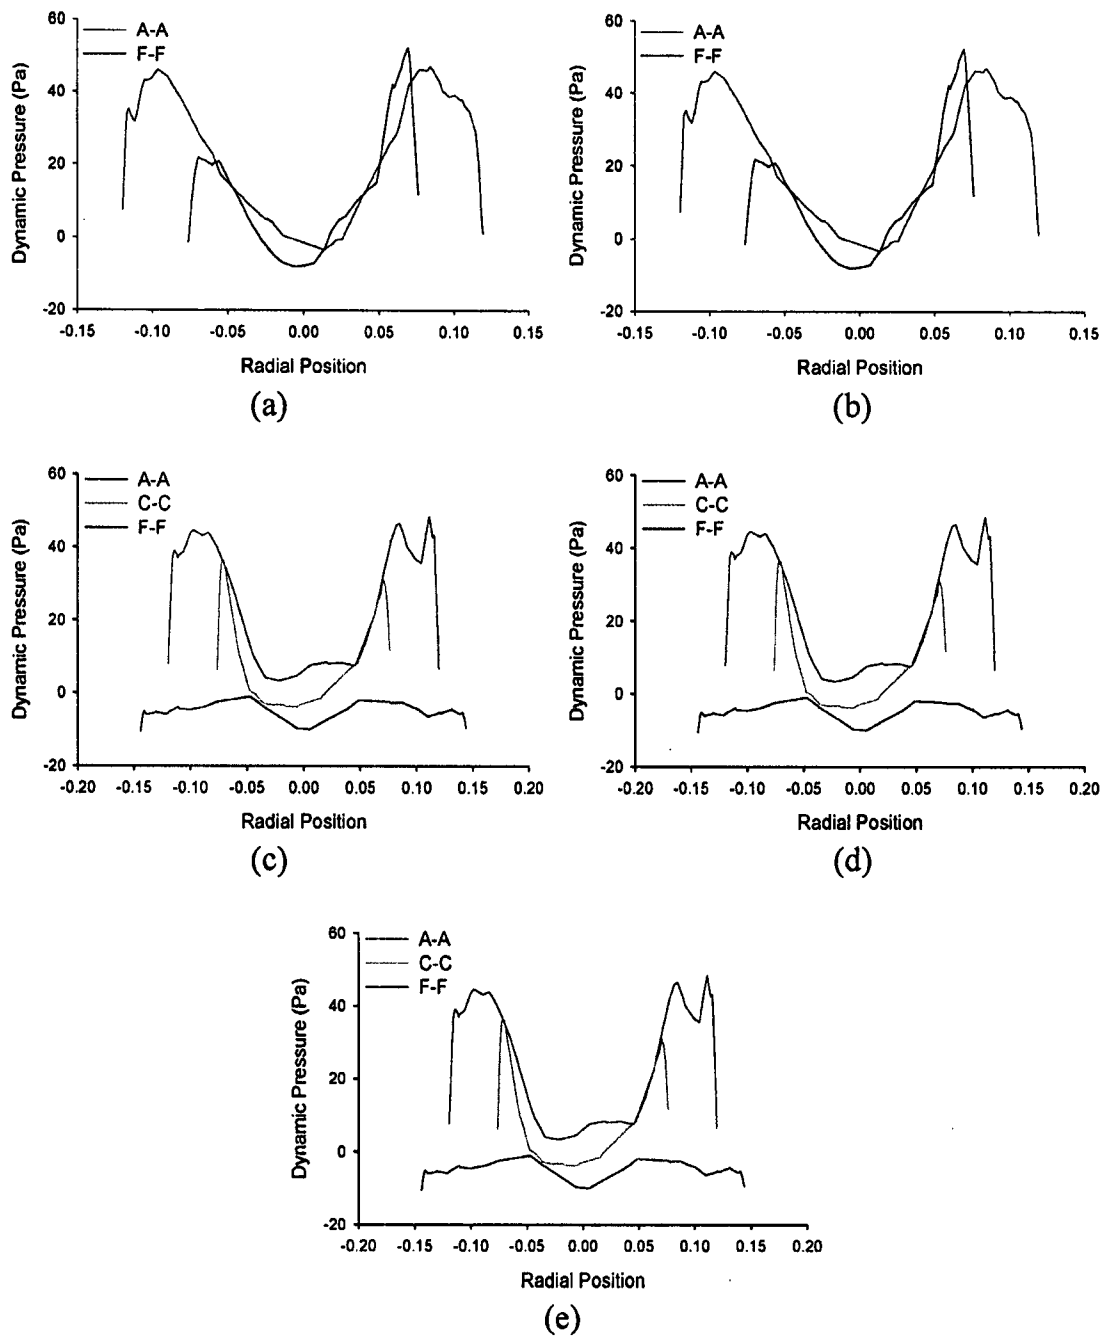 60
40
20
0
-20
Dynamic Pressure (Pa)
A-A
F-F
-0.15 -0.10 -0.05 0.00 0.05 0.10 0.15
Radial Position
(a)
60
40
20
0
-20
Dynamic Pressure (Pa)
A-A
F-F
-0.15 -0.10 -0.05 0.00 0.05 0.10 0.15
Radial Position
(b)
60
40
20
0
-20
Dynamic Pressure (Pa)
A-A
C-C
F-F
-0.20 -0.15 -0.10 -0.05 0.00 0.05 0.10 0.15 0.20
Radial Position
(c)
60
40
20
0
-20
Dynamic Pressure (Pa)
A-A
C-C
F-F
-0.20 -0.15 -0.10 -0.05 0.00 0.05 0.10 0.15 0.20
Radial Position
(d)
60
40
20
0
-20
Dynamic Pressure (Pa)
A-A
C-C
F-F
-0.20 -0.15 -0.10 -0.05 0.00 0.05 0.10 0.15 0.20
Radial Position
(e)